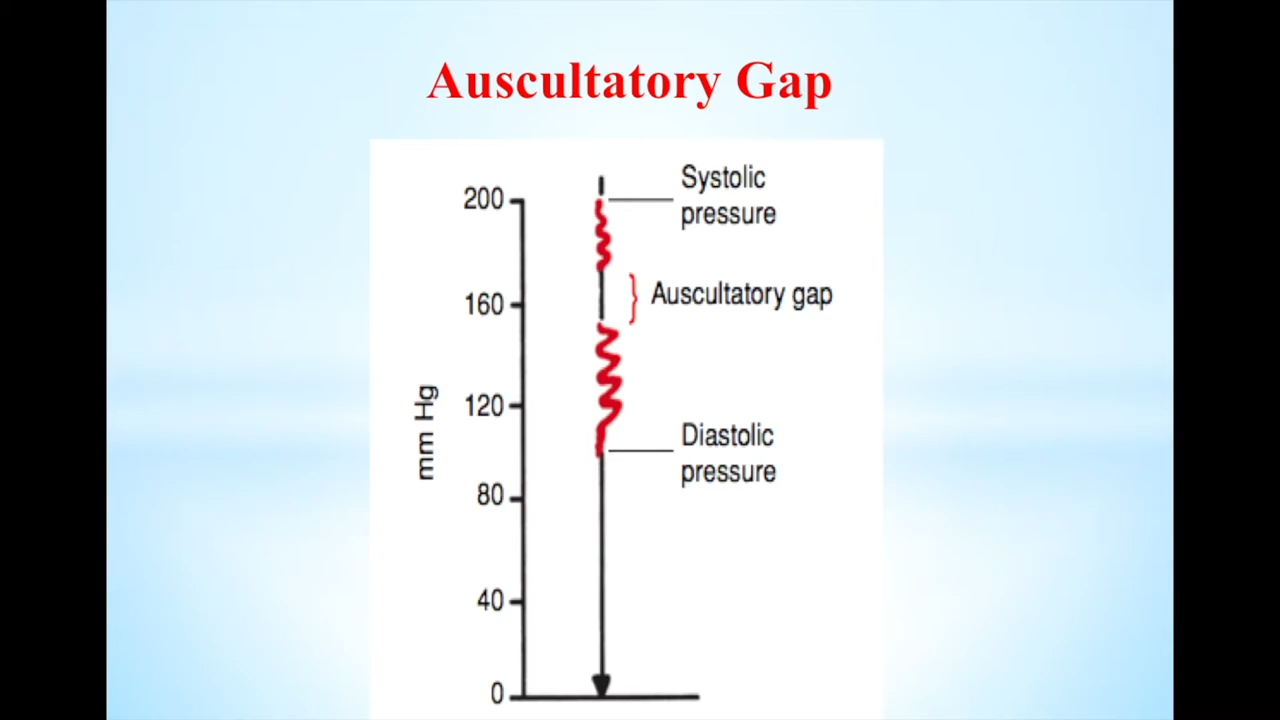 Auscultatory Gap
Systolic
pressure
200
Auscultatory gap
160
mm Hg
120
Diastolic
pressure
80
40
0